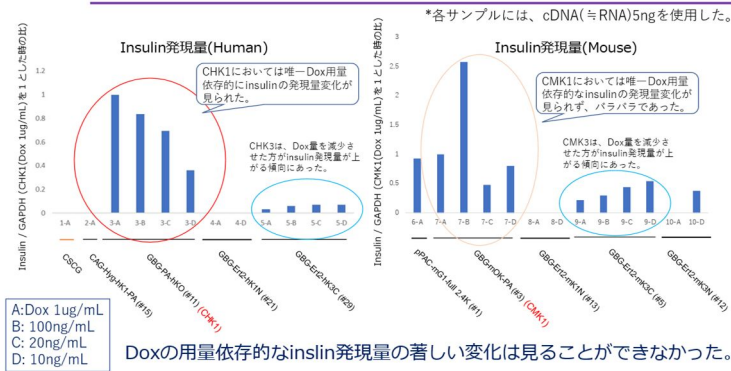 *各サンプルには、cDNA(≒RNA)5ngを使用した。
Insulin発現量(Human)
Insulin / GAPDH (CHK1(Dox 1ug/mL)を1とした時の比)
1.2
1
0.8
0.6
0.4
0.2
0
CHK1においては唯一Dox用量
依存的にinsulinの発現量変化が
見られた。
CHK3は、Dox量を減少さ
せた方がinsulin発現量が上
がる傾向にあった。
1-A 2-A 3-A 3-B 3-C 3-D 4-A 4-D 5-A 5-B 5-C 5-D
CSCG
CAG-Hyg-hK1-PA (#15)
GBG-PA-hKO (#11) (CHK1)
GBG-Eri2-hK1N (#21)
GBG-Eri2-hK3C (#29)
Insulin発現量(Mouse)
Insulin / GAPDH (CMK1(Dox 1ug/mL)を1とした時の比)
3
2.5
2
1.5
1
0.5
0
CMK1においては唯一Dox用量
依存的なinsulinの発現量変化が
見られず、バラバラであった。
CMK3は、Dox量を減少さ
せた方がinsulin発現量が上
がる傾向にあった。
6-A 7-A 7-B 7-C 7-D 8-A 8-D 9-A 9-B 9-C 9-D 10-A 10-D
pPAC-mG1-full 2.4K (#1)
GBG-mOK-PA (#3) (CMK1)
GBG-Eri2-mK1N (#13)
GBG-Eri2-mK3C (#5)
GBG-Eri2-mK3N (#12)
A:Dox 1ug/mL
B: 100ng/mL
C: 20ng/mL
D: 10ng/mL
Doxの用量依存的なinslin発現量の著しい変化は見ることができなかった。